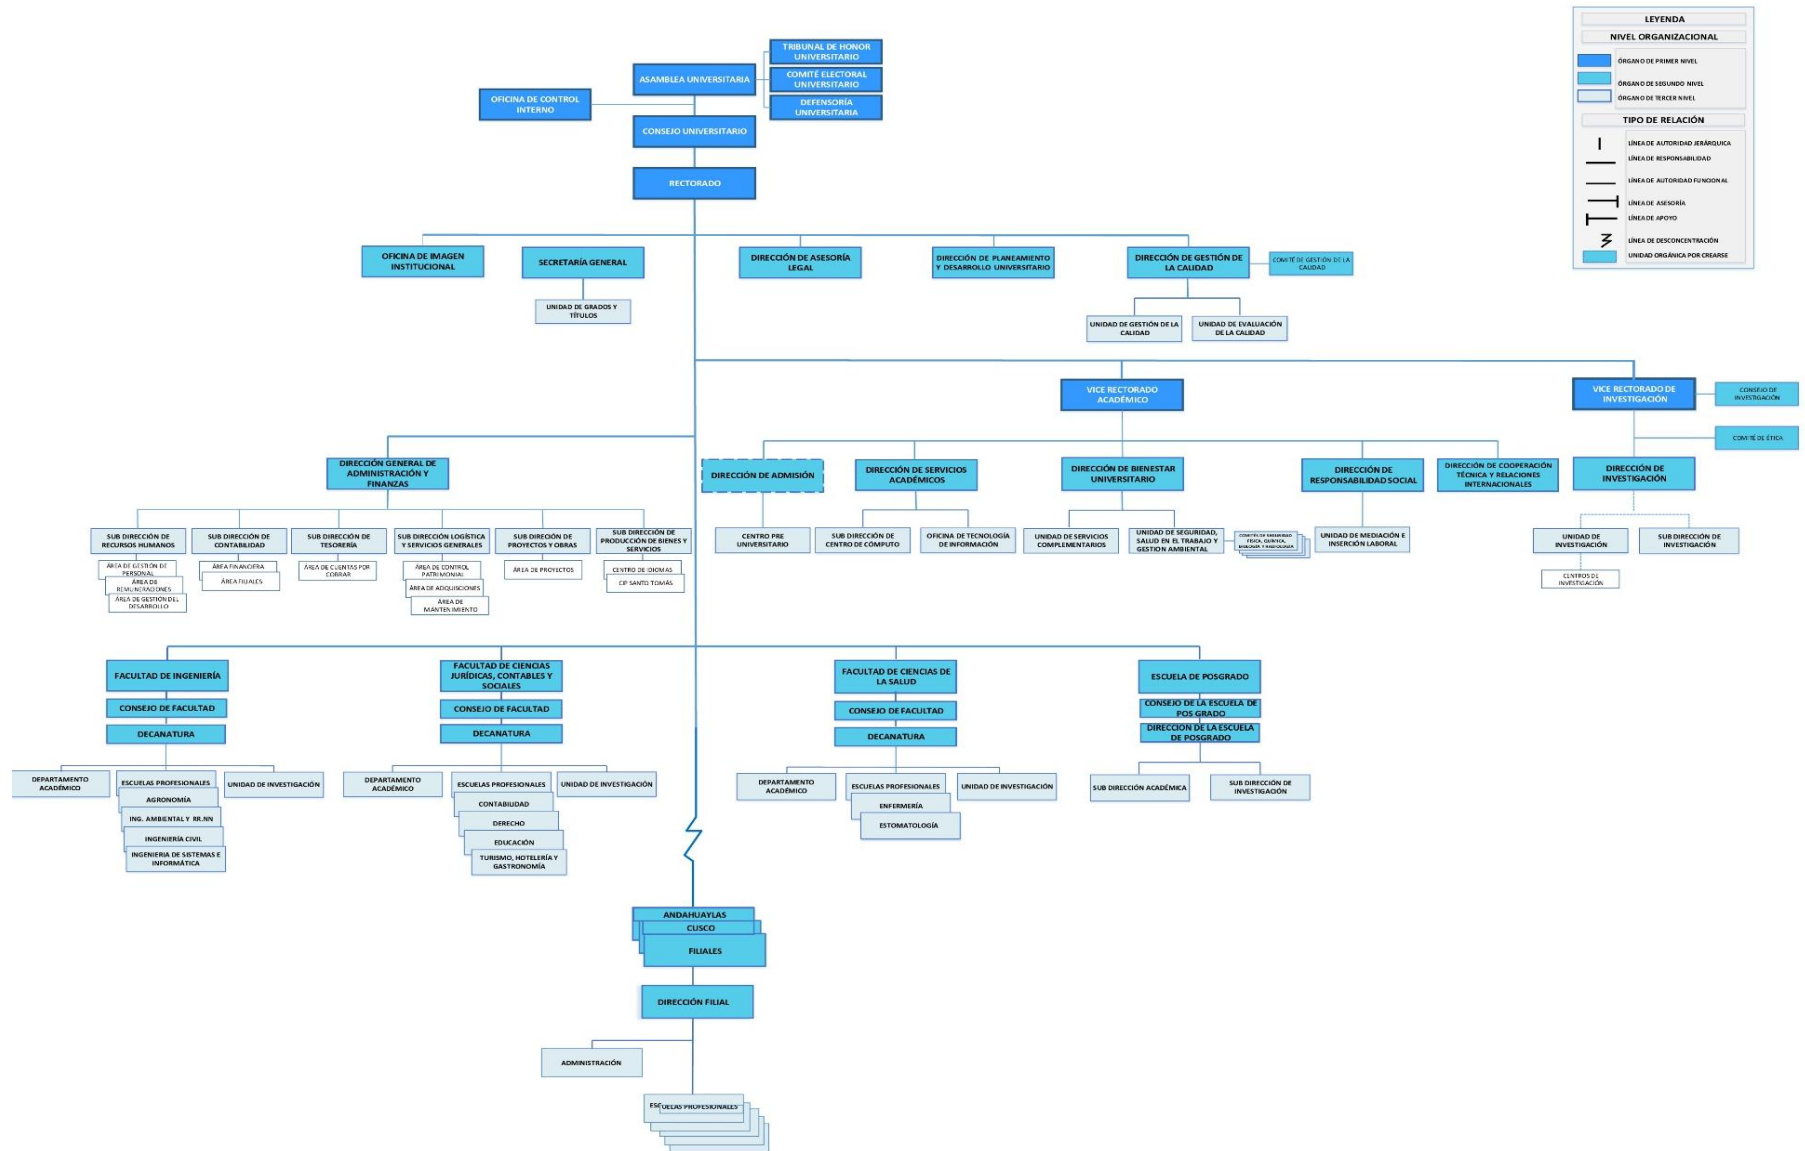 LEYENDA
NIVEL ORGANIZACIONAL
ÓRGANO DE PRIMER NIVEL
ÓRGANO DE SEGUNDO NIVEL
ÓRGANO DE TERCER NIVEL
TIPO DE RELACIÓN
LÍNEA DE AUTORIDAD JERÁRQUICA
LÍNEA DE RESPONSABILIDAD
LÍNEA DE AUTORIDAD FUNCIONAL
LÍNEA DE ASESORÍA
LÍNEA DE APOYO
LÍNEA DE DESCONCENTRACIÓN
UNIDAD ORGÁNICA POR CREARSE
TRIBUNAL DE HONOR
UNIVERSITARIO
ASAMBLEA UNIVERSITARIA
COMITÉ ELECTORAL
UNIVERSITARIO
DEFENSORÍA
UNIVERSITARIA
OFICINA DE CONTROL
INTERNO
CONSEJO UNIVERSITARIO
RECTORADO
OFICINA DE IMAGEN
INSTITUCIONAL
SECRETARÍA GENERAL
DIRECCIÓN DE ASESORÍA
LEGAL
DIRECCIÓN DE PLANEAMIENTO
Y DESARROLLO UNIVERSITARIO
DIRECCIÓN DE GESTIÓN DE
LA CALIDAD
COMITÉ DE GESTIÓN DE LA
CALIDAD
UNIDAD DE GRADOS Y
TÍTULOS
UNIDAD DE GESTIÓN DE LA
CALIDAD
UNIDAD DE EVALUACIÓN
DE LA CALIDAD
VICE RECTORADO
ACADÉMICO
VICE RECTORADO DE
INVESTIGACIÓN
CONSEJO DE
INVESTIGACIÓN
COMITÉ DE ÉTICA
DIRECCIÓN GENERAL DE
ADMINISTRACIÓN Y
FINANZAS
DIRECCIÓN DE ADMISIÓN
DIRECCIÓN DE SERVICIOS
ACADÉMICOS
DIRECCIÓN DE BIENESTAR
UNIVERSITARIO
DIRECCIÓN DE
RESPONSABILIDAD SOCIAL
DIRECCIÓN DE COOPERACIÓN
TÉCNICA Y RELACIONES
INTERNACIONALES
DIRECCIÓN DE
INVESTIGACIÓN
SUB DIRECCIÓN DE
RECURSOS HUMANOS
SUB DIRECCIÓN DE
CONTABILIDAD
SUB DIRECCIÓN DE
TESORERÍA
SUB DIRECCIÓN LOGÍSTICA
Y SERVICIOS GENERALES
SUB DIRECIÓN DE
PROYECTOS Y OBRAS
SUB DIRECCIÓN DE
PRODUCCIÓN DE BIENES Y
SERVICIOS
CENTRO PRE
UNIVERSITARIO
SUB DIRECCIÓN DE
CENTRO DE CÓMPUTO
OFICINA DE TECNOLOGÍA
DE INFORMACIÓN
UNIDAD DE SERVICIOS
COMPLEMENTARIOS
UNIDAD DE SEGURIDAD,
SALUD EN EL TRABAJO Y
GESTION AMBIENTAL
UNIDAD DE MEDIACIÓN E
INSERCIÓN LABORAL
UNIDAD DE
INVESTIGACIÓN
SUB DIRECCIÓN DE
INVESTIGACIÓN
CENTROS DE
INVESTIGACIÓN
ÁREA DE GESTIÓN DE
PERSONAL
ÁREA DE
REMUNERACIONES
ÁREA DE GESTIÓN DEL
DESARROLLO
ÁREA FINANCIERA
ÁREA FILIALES
ÁREA DE CUENTAS POR
COBRAR
ÁREA DE CONTROL
PATRIMONIAL
ÁREA DE ADQUISICIONES
ÁREA DE
MANTENIMIENTO
ÁREA DE PROYECTOS
CENTRO DE IDIOMAS
CIP SANTO TOMÁS
FACULTAD DE INGENIERÍA
CONSEJO DE FACULTAD
DECANATURA
DEPARTAMENTO
ACADÉMICO
ESCUELAS PROFESIONALES
AGRONOMÍA
ING. AMBIENTAL Y RR.NN
INGENIERÍA CIVIL
INGENIERIA DE SISTEMAS E
INFORMÁTICA
UNIDAD DE INVESTIGACIÓN
FACULTAD DE CIENCIAS
JURÍDICAS, CONTABLES Y
SOCIALES
CONSEJO DE FACULTAD
DECANATURA
DEPARTAMENTO
ACADÉMICO
ESCUELAS PROFESIONALES
CONTABILIDAD
DERECHO
EDUCACIÓN
TURISMO, HOTELERÍA Y
GASTRONOMÍA
UNIDAD DE INVESTIGACIÓN
FACULTAD DE CIENCIAS DE
LA SALUD
CONSEJO DE FACULTAD
DECANATURA
DEPARTAMENTO
ACADÉMICO
ESCUELAS PROFESIONALES
ENFERMERÍA
ESTOMATOLOGÍA
UNIDAD DE INVESTIGACIÓN
ESCUELA DE POSGRADO
CONSEJO DE LA ESCUELA DE
POS GRADO
DIRECCION DE LA ESCUELA
DE POSGRADO
SUB DIRECCIÓN ACADÉMICA
SUB DIRECCIÓN DE
INVESTIGACIÓN
ANDAHUAYLAS
CUSCO
FILIALES
DIRECCIÓN FILIAL
ADMINISTRACIÓN
ESCUELAS PROFESIONALES